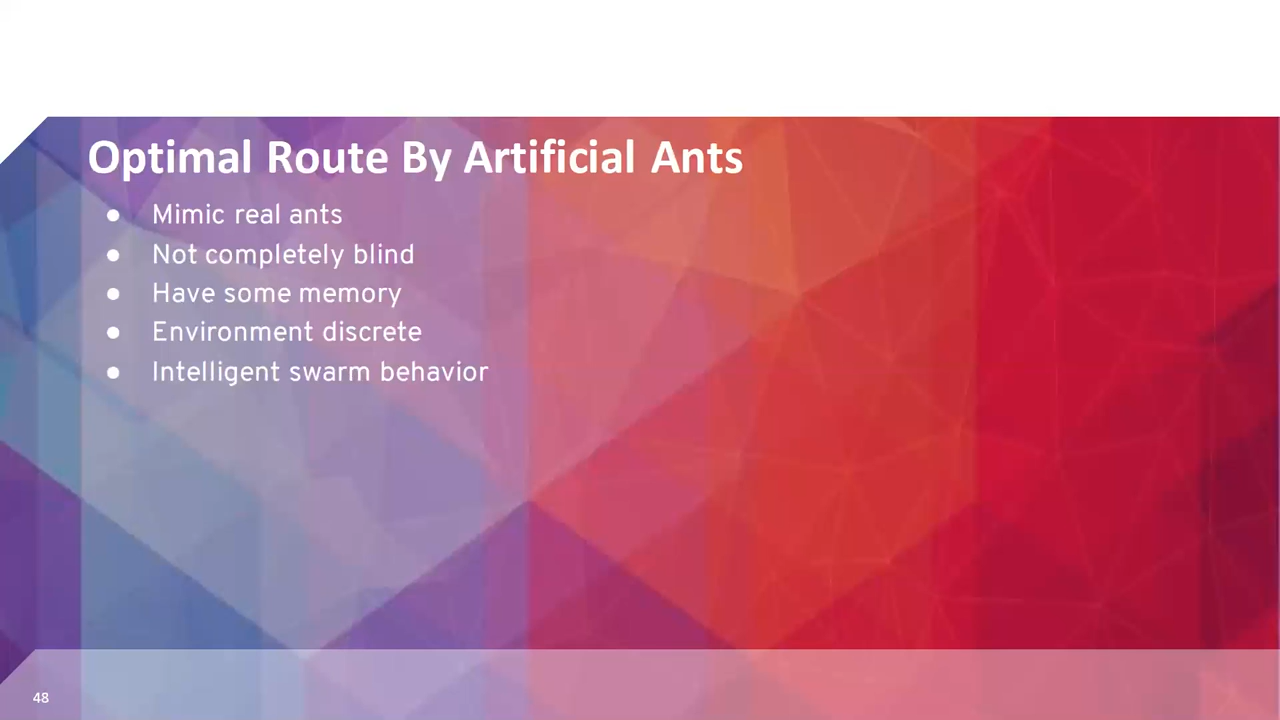 Optimal Route By Artificial Ants
● Mimic real ants
● Not completely blind
● Have some memory
● Environment discrete
● Intelligent swarm behavior
48